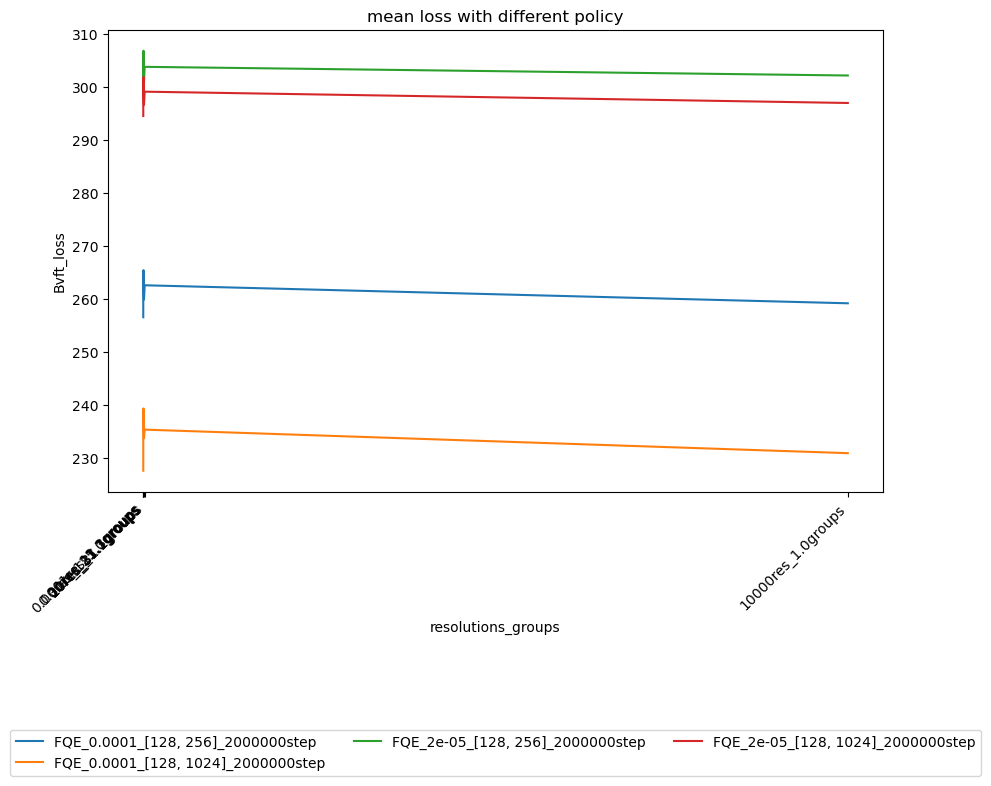 mean loss with different policy
310
300
290
280
270
260
250
240
230
Bvft_loss
10000res_1.0groups
resolutions_groups
FQE_0.0001_[128, 256]_2000000step
FQE_0.0001_[128, 1024]_2000000step
FQE_2e-05_[128, 256]_2000000step
FQE_2e-05_[128, 1024]_2000000step